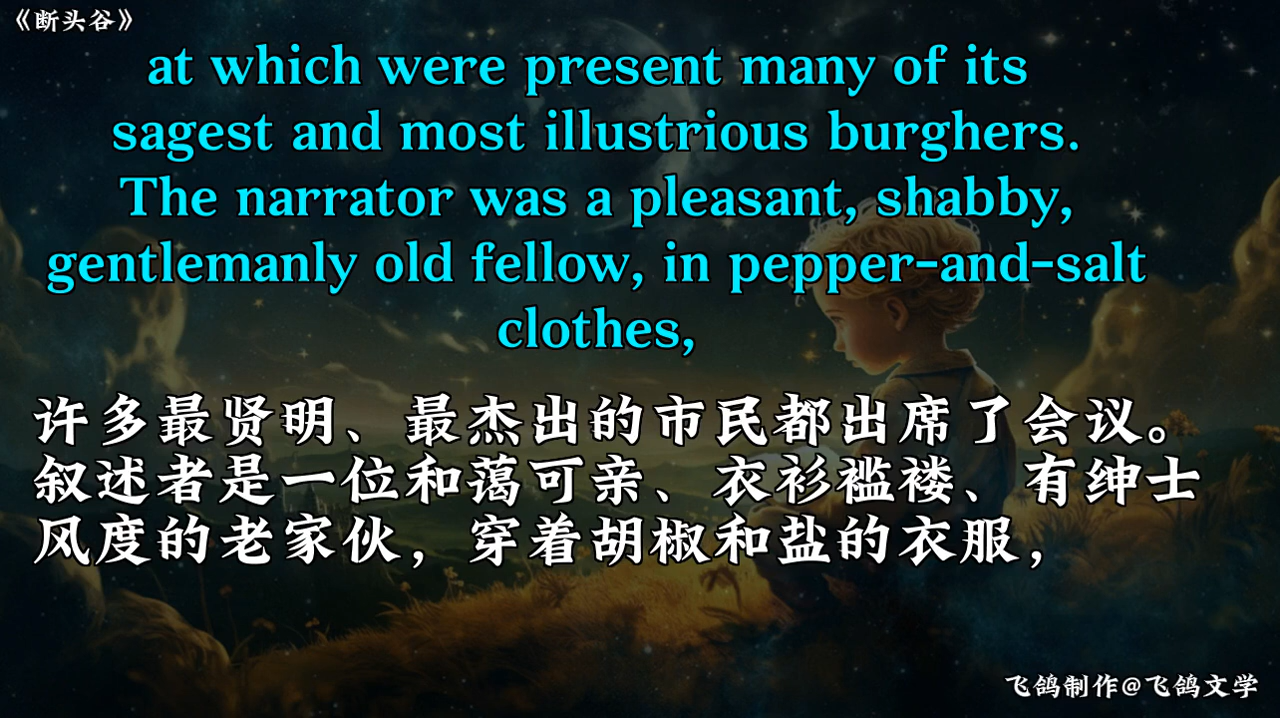 《断头谷》
at which were present many of its
sagest and most illustrious burghers.
The narrator was a pleasant, shabby,
gentlemanly old fellow, in pepper-and-salt
clothes,
许多最贤明、最杰出的市民都出席了会议。
叙述者是一位和蔼可亲、衣衫褴褛、有绅士
风度的老家伙，穿着胡椒和盐的衣服，
飞鸽制作@飞鸽文学